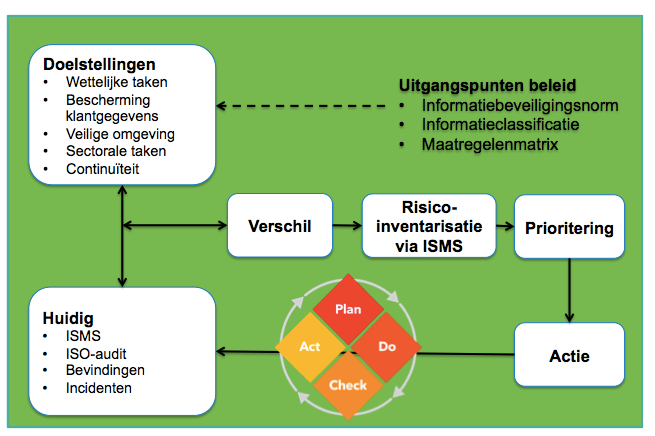 Doelstellingen
• Wettelijke taken
• Bescherming
klantgegevens
• Veilige omgeving
• Sectorale taken
• Continuïteit
Uitgangspunten beleid
• Informatiebeveiligingsnorm
• Informatieclassificatie
• Maatregelenmatrix
Verschil
Risico-
inventarisatie
via ISMS
Prioritering
Huidig
• ISMS
• ISO-audit
• Bevindingen
• Incidenten
Plan
Act
Do
Check
Actie